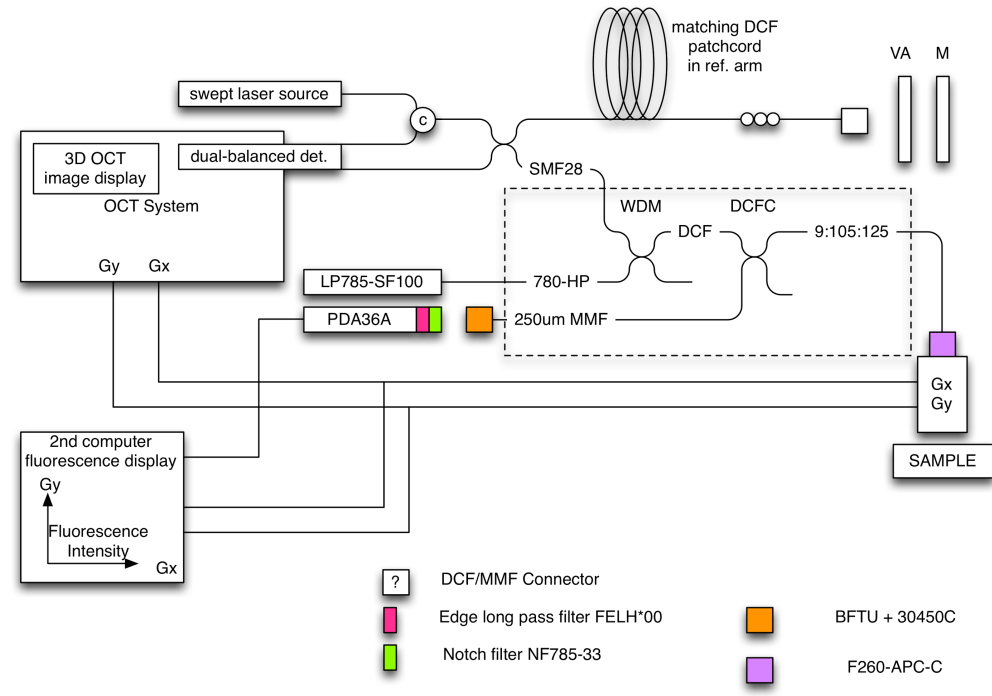 matching DCF
patchcord
in ref. arm
VA
M
swept laser source
c
dual-balanced det.
3D OCT
image display
OCT System
SMF28
WDM
DCFC
DCF
9:105:125
Gy
Gx
LP785-SF100
780-HP
PDA36A
250um MMF
Gx
Gy
SAMPLE
2nd computer
fluorescence display
Gy
Fluorescence
Intensity
Gx
?
DCF/MMF Connector
Edge long pass filter FELH*00
BFTU + 30450C
Notch filter NF785-33
F260-APC-C